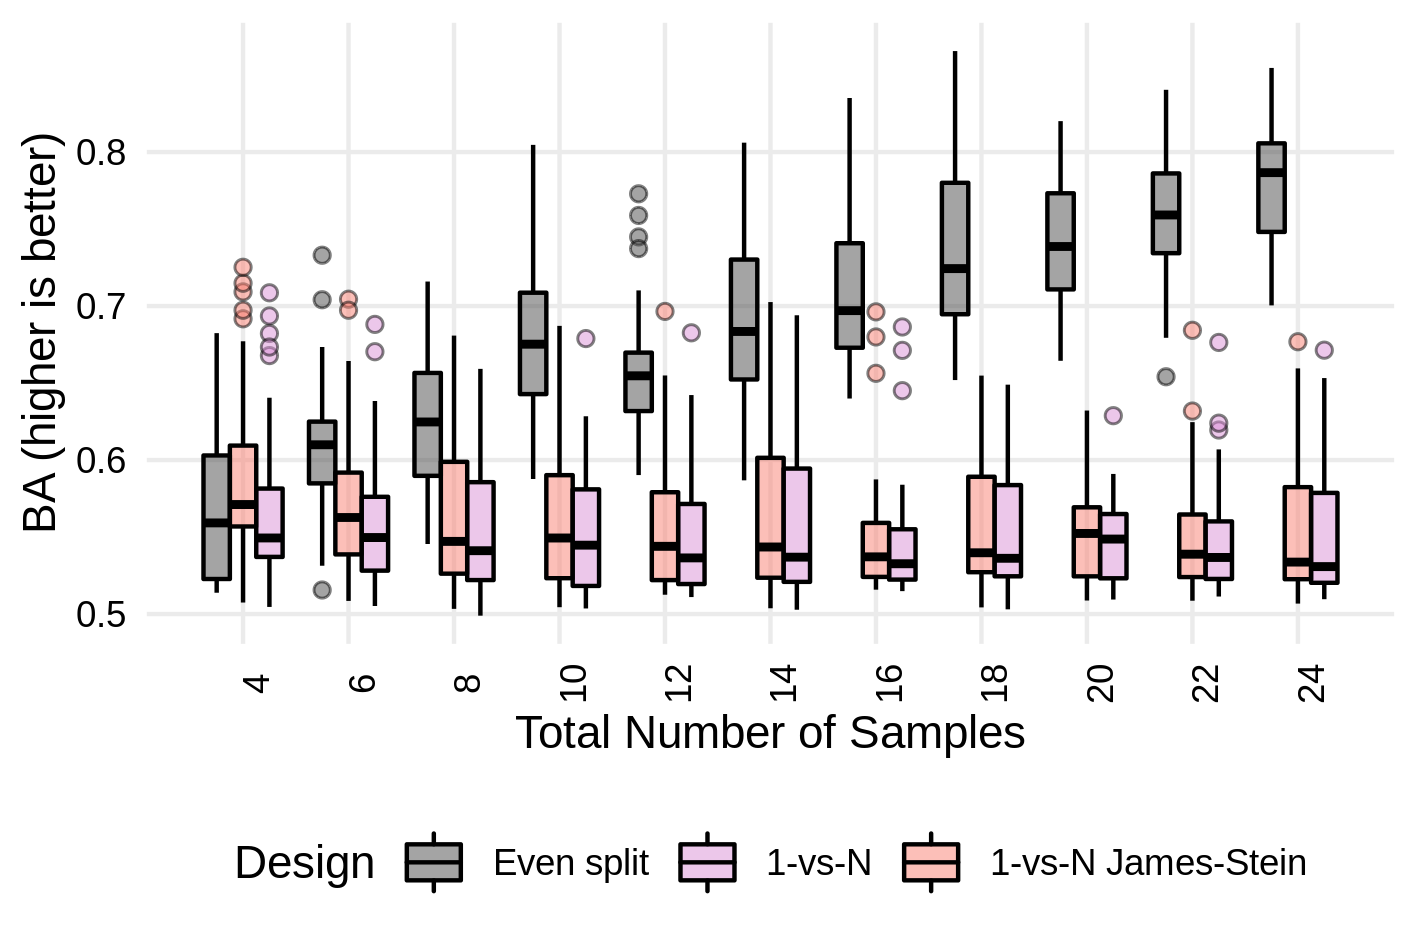 BA (higher is better)
0.8
0.7
0.6
0.5
4 6 8 10 12 14 16 18 20 22 24
Total Number of Samples
Design Even split 1-vs-N 1-vs-N James-Stein